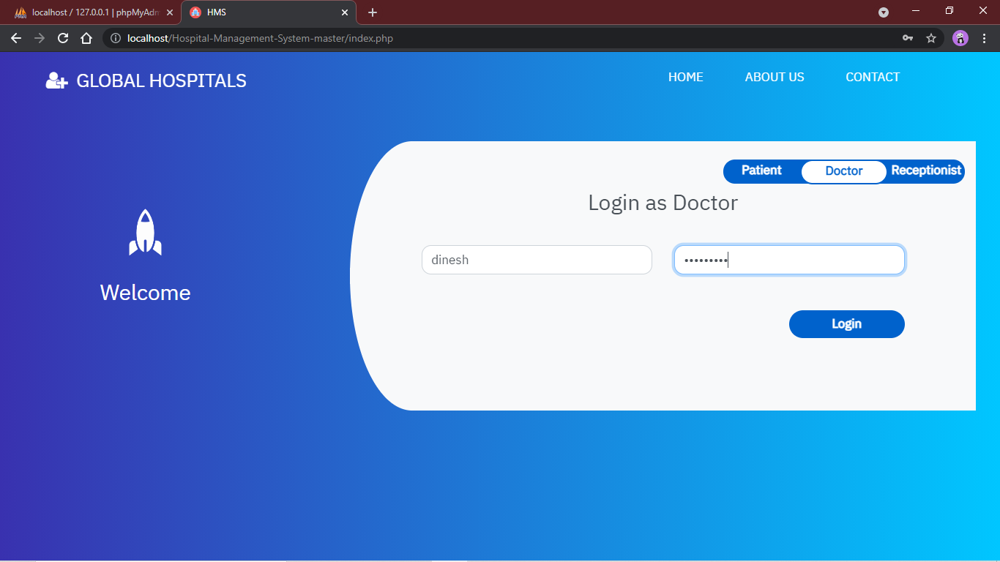 localhost / 127.0.0.1 | phpMyAdm
HMS
localhost/Hospital-Management-System-master/index.php
GLOBAL HOSPITALS
HOME
ABOUT US
CONTACT
Patient
Doctor
Receptionist
Login as Doctor
dinesh
•••••••••
Welcome
Login